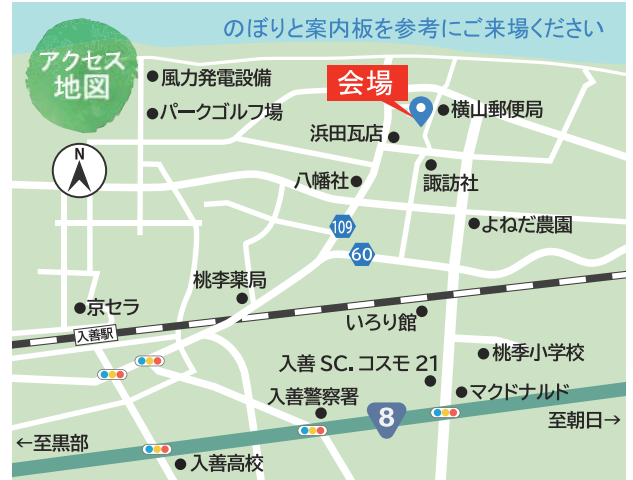 のぼりと案内板を参考にご来場ください
アクセス
地図
風力発電設備
パークゴルフ場
会場
横山郵便局
浜田瓦店
N
八幡社
諏訪社
よねだ農園
109
60
桃李薬局
京セラ
入善駅
いろり館
桃李小学校
入善 SC. コスモ 21
マクドナルド
入善警察署
8
至朝日→
←至黒部
入善高校